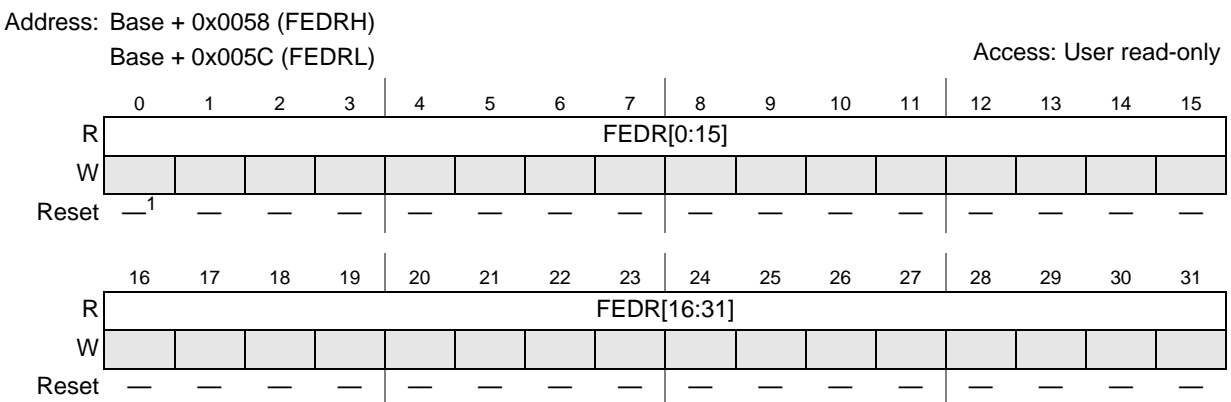 Address: Base + 0x0058 (FEDRH)
Base + 0x005C (FEDRL) Access: User read-only
0 1 2 3 4 5 6 7 8 9 10 11 12 13 14 15
R FEDR[0:15]
W
Reset —1 — — — — — — — — — — — — — — —
16 17 18 19 20 21 22 23 24 25 26 27 28 29 30 31
R FEDR[16:31]
W
Reset — — — — — — — — — — — — — — — —